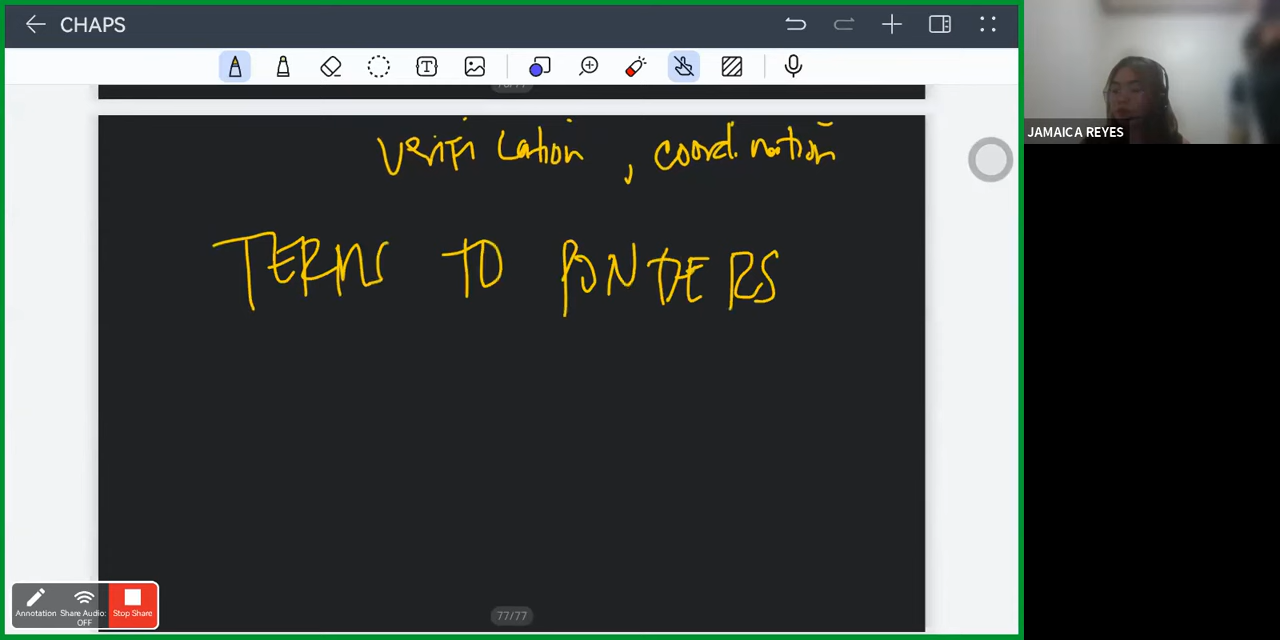 CHAPS
verification , coordination
TERMS TO PONDERS
77/77
JAMAICA REYES
Annotation
Share Audio: OFF
Stop Share